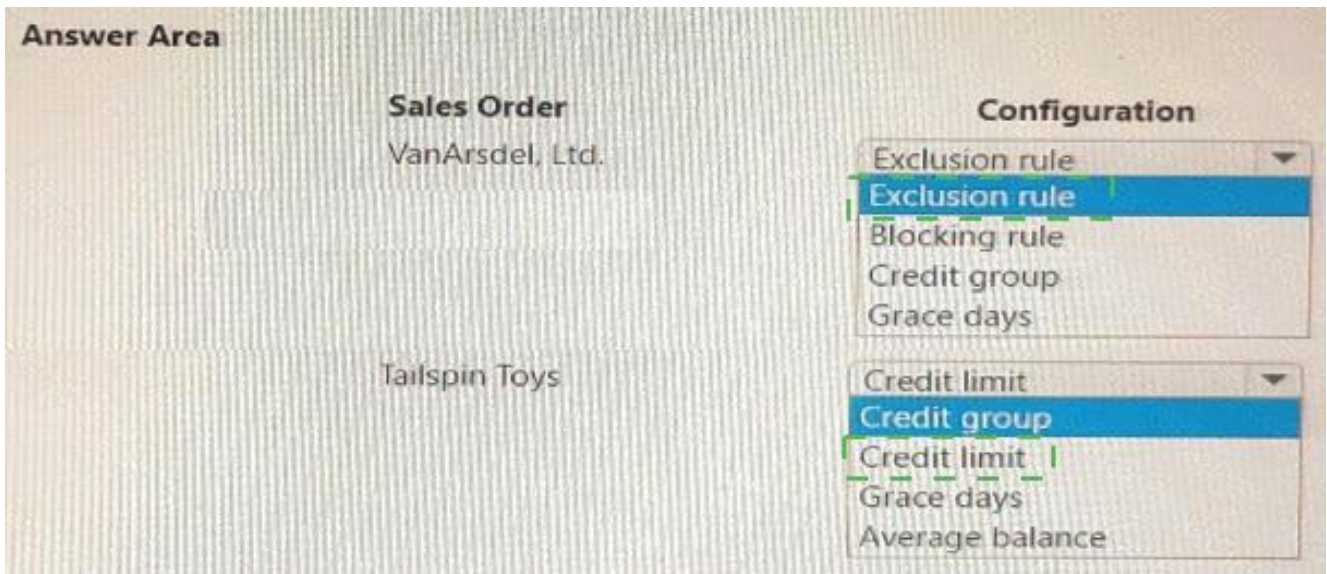 Answer Area
Sales Order Configuration
VanArsdel, Ltd. Exclusion rule
Exclusion rule
Blocking rule
Credit group
Grace days
Tailspin Toys Credit limit
Credit group
Credit limit
Grace days
Average balance